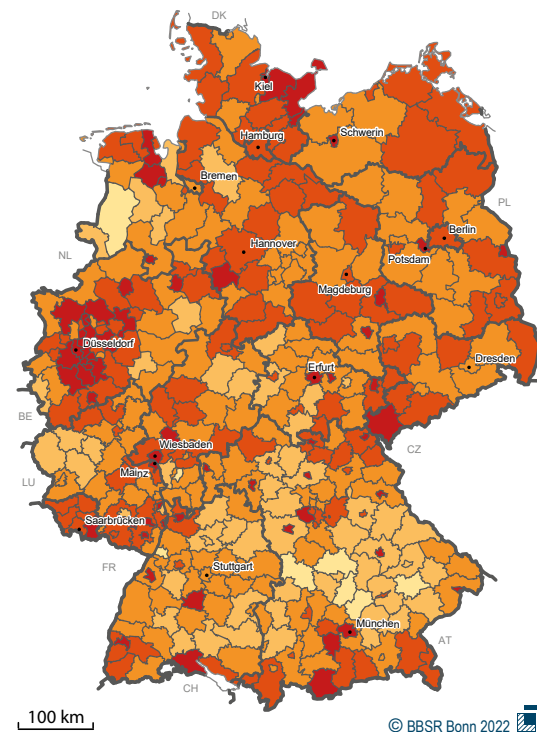 DK
Kiel
Hamburg
Schwerin
Bremen
PL
Berlin
Hannover
NL
Potsdam
Magdeburg
Düsseldorf
Dresden
Erfurt
BE
Wiesbaden
CZ
Mainz
LU
Saarbrücken
FR
Stuttgart
München
AT
CH
100 km
© BBSR Bonn 2022